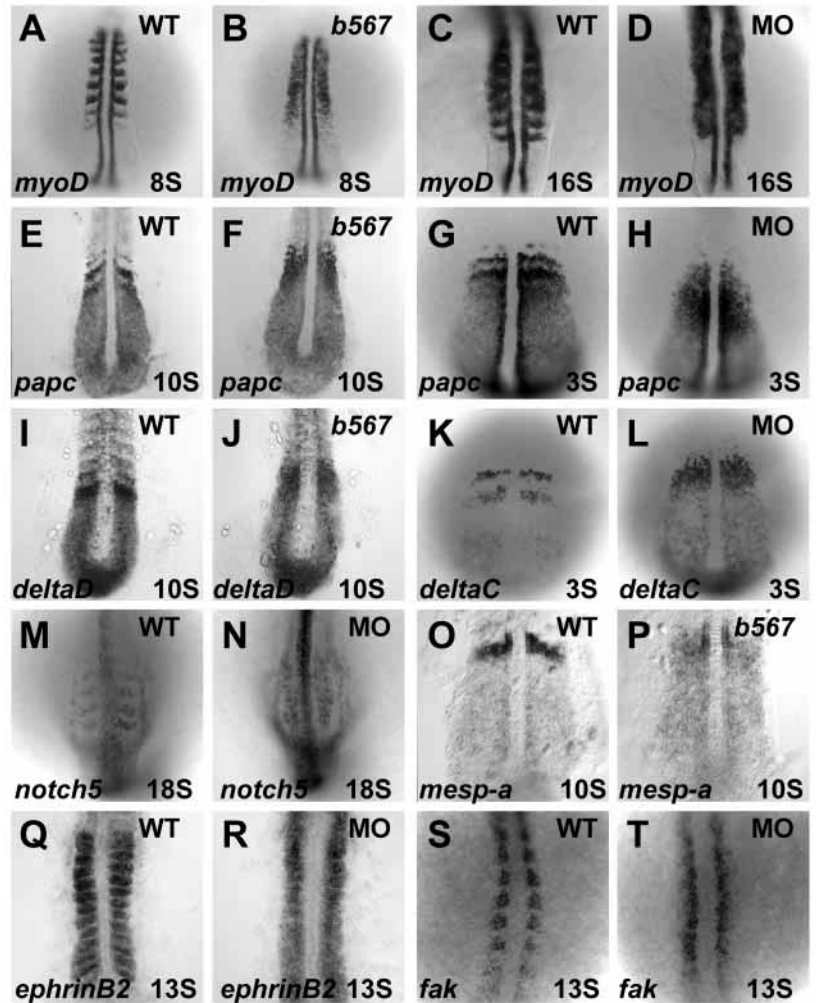 A WT
myoD 8S
B b567
myoD 8S
C WT
myoD 16S
D MO
myoD 16S
E WT
papc 10S
F b567
papc 10S
G WT
papc 3S
H MO
papc 3S
I WT
deltaD 10S
J b567
deltaD 10S
K WT
deltaC 3S
L MO
deltaC 3S
M WT
notch5 18S
N MO
notch5 18S
O WT
mesp-a 10S
P b567
mesp-a 10S
Q WT
ephrinB2 13S
R MO
ephrinB2 13S
S WT
fak 13S
T MO
fak 13S